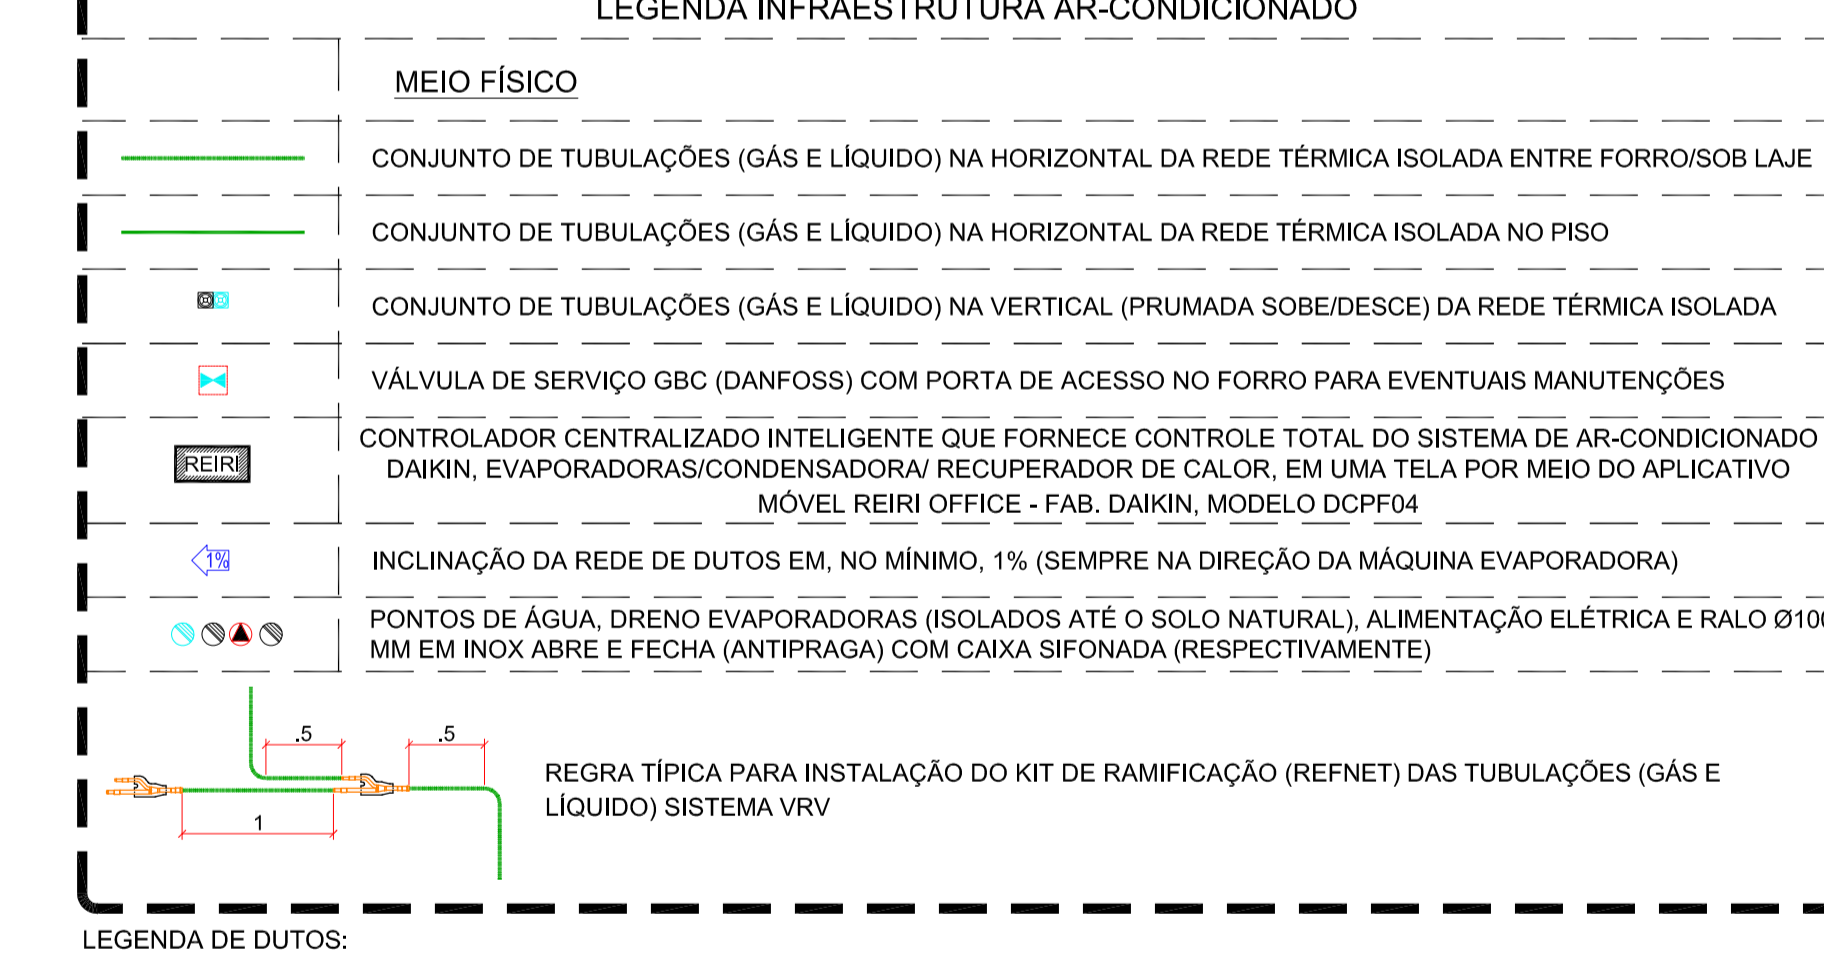 LEGENDA INFRAESTRUTURA AR-CONDICIONADO
MEIO FÍSICO
CONJUNTO DE TUBULAÇÕES (GÁS E LÍQUIDO) NA HORIZONTAL DA REDE TÉRMICA ISOLADA ENTRE FORRO/SOB LAJE
CONJUNTO DE TUBULAÇÕES (GÁS E LÍQUIDO) NA HORIZONTAL DA REDE TÉRMICA ISOLADA NO PISO
CONJUNTO DE TUBULAÇÕES (GÁS E LÍQUIDO) NA VERTICAL (PRUMADA SOBE/DESCE) DA REDE TÉRMICA ISOLADA
VÁLVULA DE SERVIÇO GBC (DANFOSS) COM PORTA DE ACESSO NO FORRO PARA EVENTUAIS MANUTENÇÕES
REIRI
CONTROLADOR CENTRALIZADO INTELIGENTE QUE FORNECE CONTROLE TOTAL DO SISTEMA DE AR-CONDICIONADO
DAIKIN, EVAPORADORAS/CONDENSADORA/ RECUPERADOR DE CALOR, EM UMA TELA POR MEIO DO APLICATIVO
MÓVEL REIRI OFFICE - FAB. DAIKIN, MODELO DCPF04
1%
INCLINAÇÃO DA REDE DE DUTOS EM, NO MÍNIMO, 1% (SEMPRE NA DIREÇÃO DA MÁQUINA EVAPORADORA)
PONTOS DE ÁGUA, DRENO EVAPORADORAS (ISOLADOS ATÉ O SOLO NATURAL), ALIMENTAÇÃO ELÉTRICA E RALO Ø100
MM EM INOX ABRE E FECHA (ANTIPRAGA) COM CAIXA SIFONADA (RESPECTIVAMENTE)
.5
.5
1
REGRA TÍPICA PARA INSTALAÇÃO DO KIT DE RAMIFICAÇÃO (REFNET) DAS TUBULAÇÕES (GÁS E
LÍQUIDO) SISTEMA VRV
LEGENDA DE DUTOS: